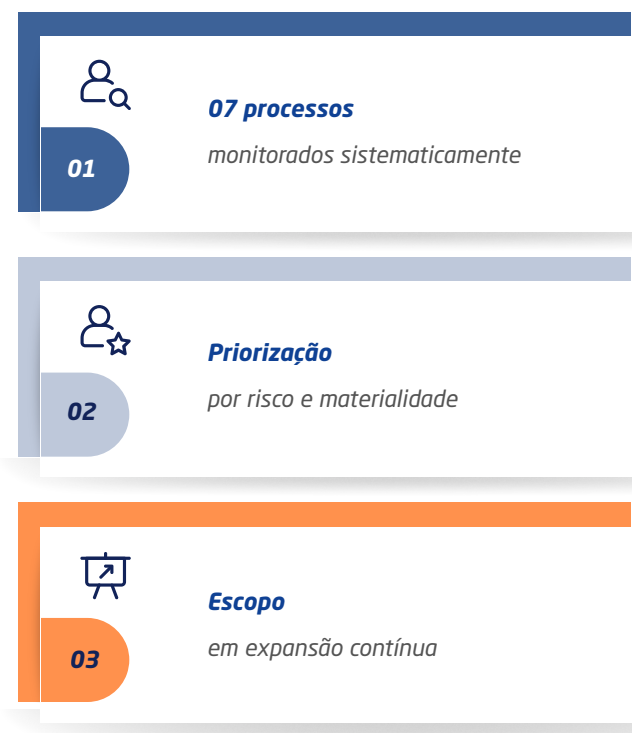 07 processos
monitorados sistematicamente
01
Priorização
por risco e materialidade
02
Escopo
em expansão contínua
03